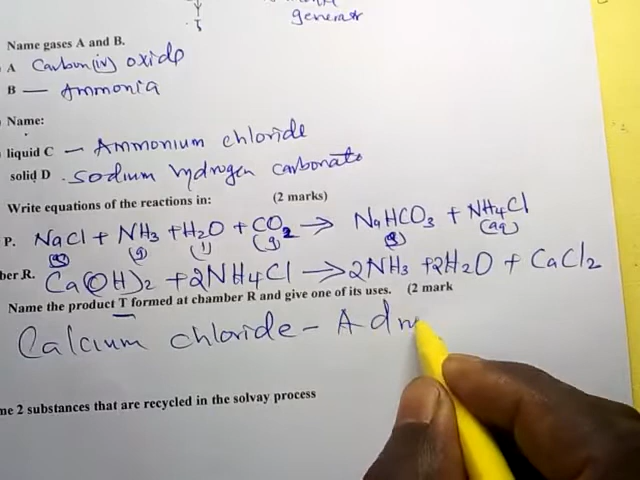 generator
Name gases A and B.
A Carbon(iv) oxide
B — Ammonia
Name:
liquid C — Ammonium chloride
solid D . Sodium hydrogen carbonate
Write equations of the reactions in: (2 marks)
P. NaCl + NH₃ + H₂O + CO₂ → NaHCO₃ + NH₄Cl
(g) (l) (g) (s) (aq)
ber R. Ca(OH)₂ + 2NH₄Cl → 2NH₃ + 2H₂O + CaCl₂
Name the product T formed at chamber R and give one of its uses. (2 mark
Calcium chloride – A dr
me 2 substances that are recycled in the solvay process